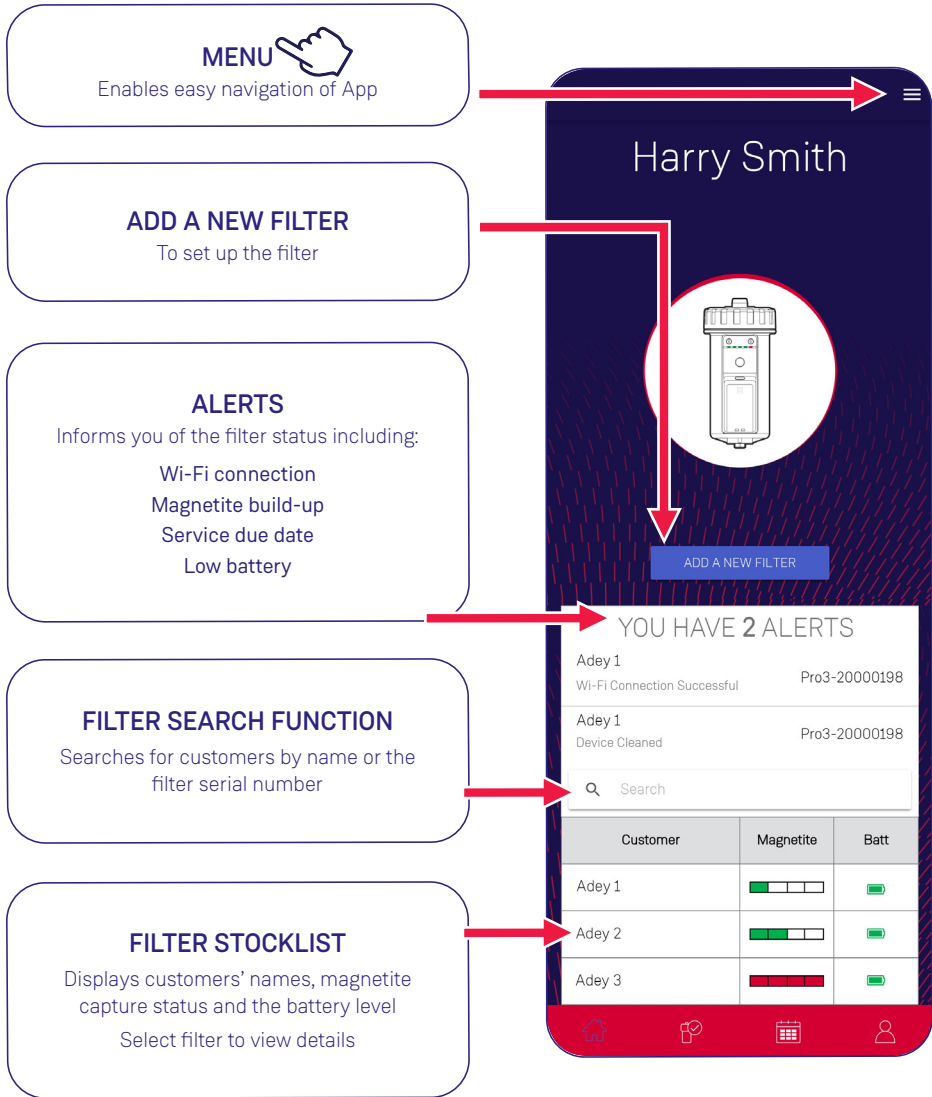 MENU
Enables easy navigation of App
ADD A NEW FILTER
To set up the filter
ALERTS
Informs you of the filter status including:
Wi-Fi connection
Magnetite build-up
Service due date
Low battery
FILTER SEARCH FUNCTION
Searches for customers by name or the
filter serial number
FILTER STOCKLIST
Displays customers’ names, magnetite
capture status and the battery level
Select filter to view details
Harry Smith
ADD A NEW FILTER
YOU HAVE 2 ALERTS
Adey 1
Wi-Fi Connection Successful Pro3-20000198
Adey 1
Device Cleaned Pro3-20000198
Search
Customer Magnetite Batt
Adey 1
Adey 2
Adey 3